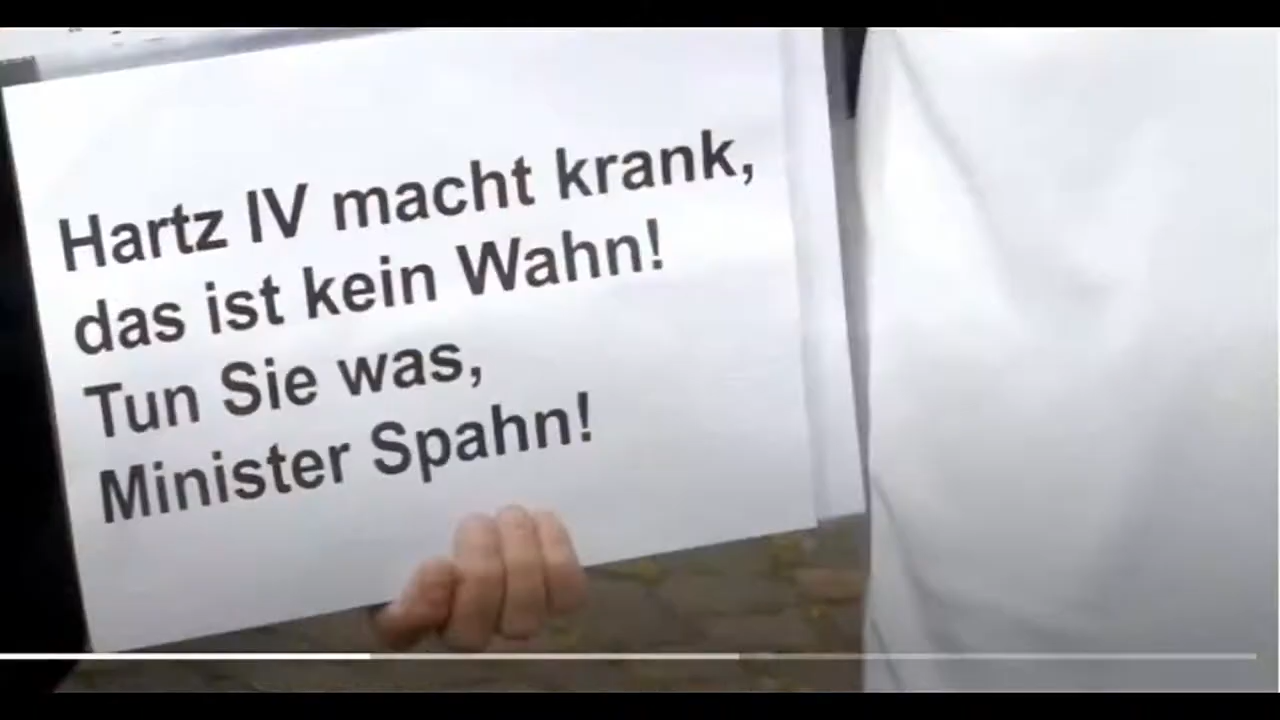 Hartz IV macht krank,
das ist kein Wahn!
Tun Sie was,
Minister Spahn!